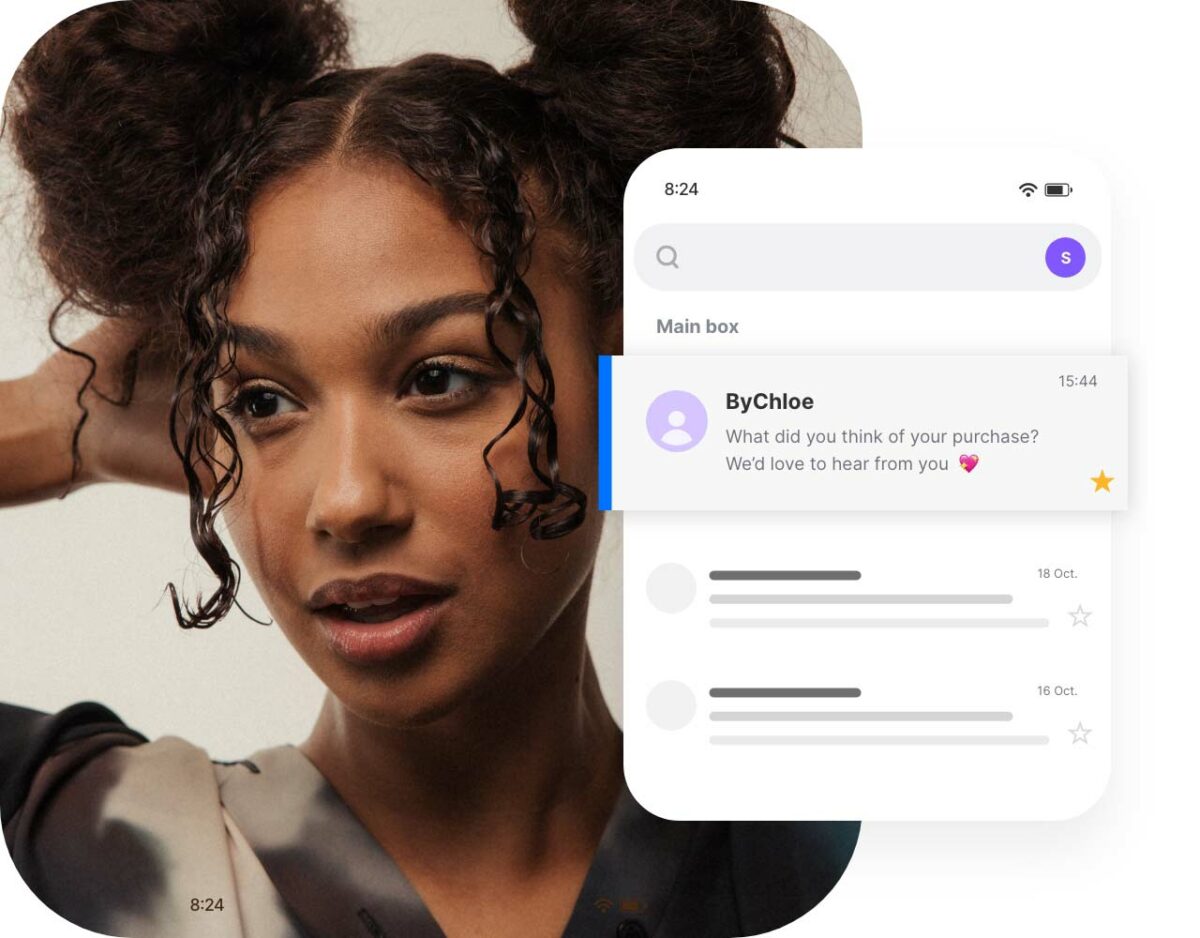 8:24
S
Main box
15:44
ByChloe
What did you think of your purchase?
We'd love to hear from you 💖
18 Oct.
16 Oct.
8:24